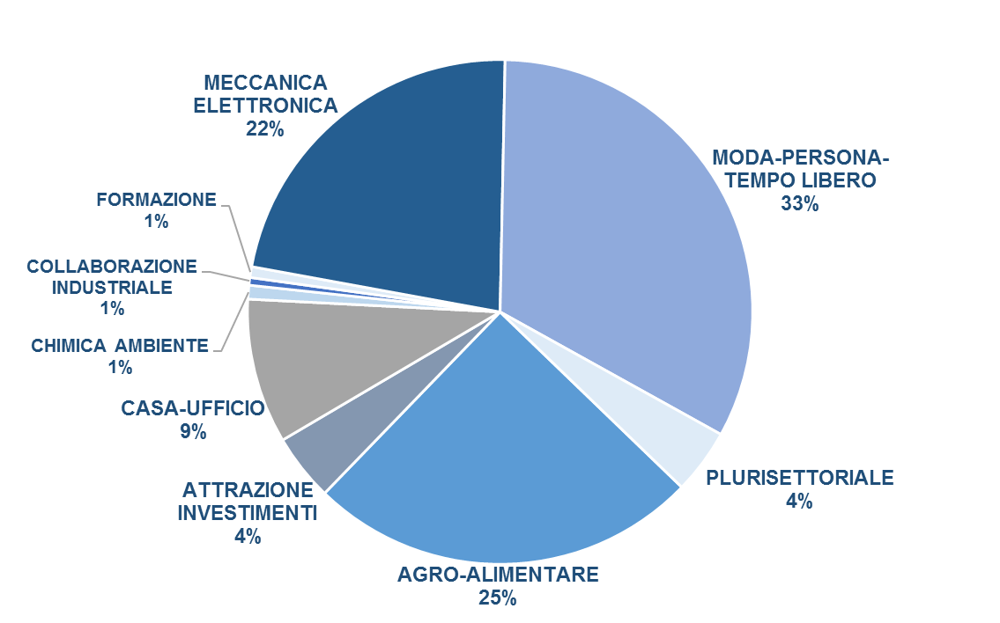 MECCANICA
ELETTRONICA
22%
MODA-PERSONA-
TEMPO LIBERO
33%
FORMAZIONE
1%
COLLABORAZIONE
INDUSTRIALE
1%
CHIMICA  AMBIENTE
1%
CASA-UFFICIO
9%
ATTRAZIONE
INVESTIMENTI
4%
PLURISETTORIALE
4%
AGRO-ALIMENTARE
25%